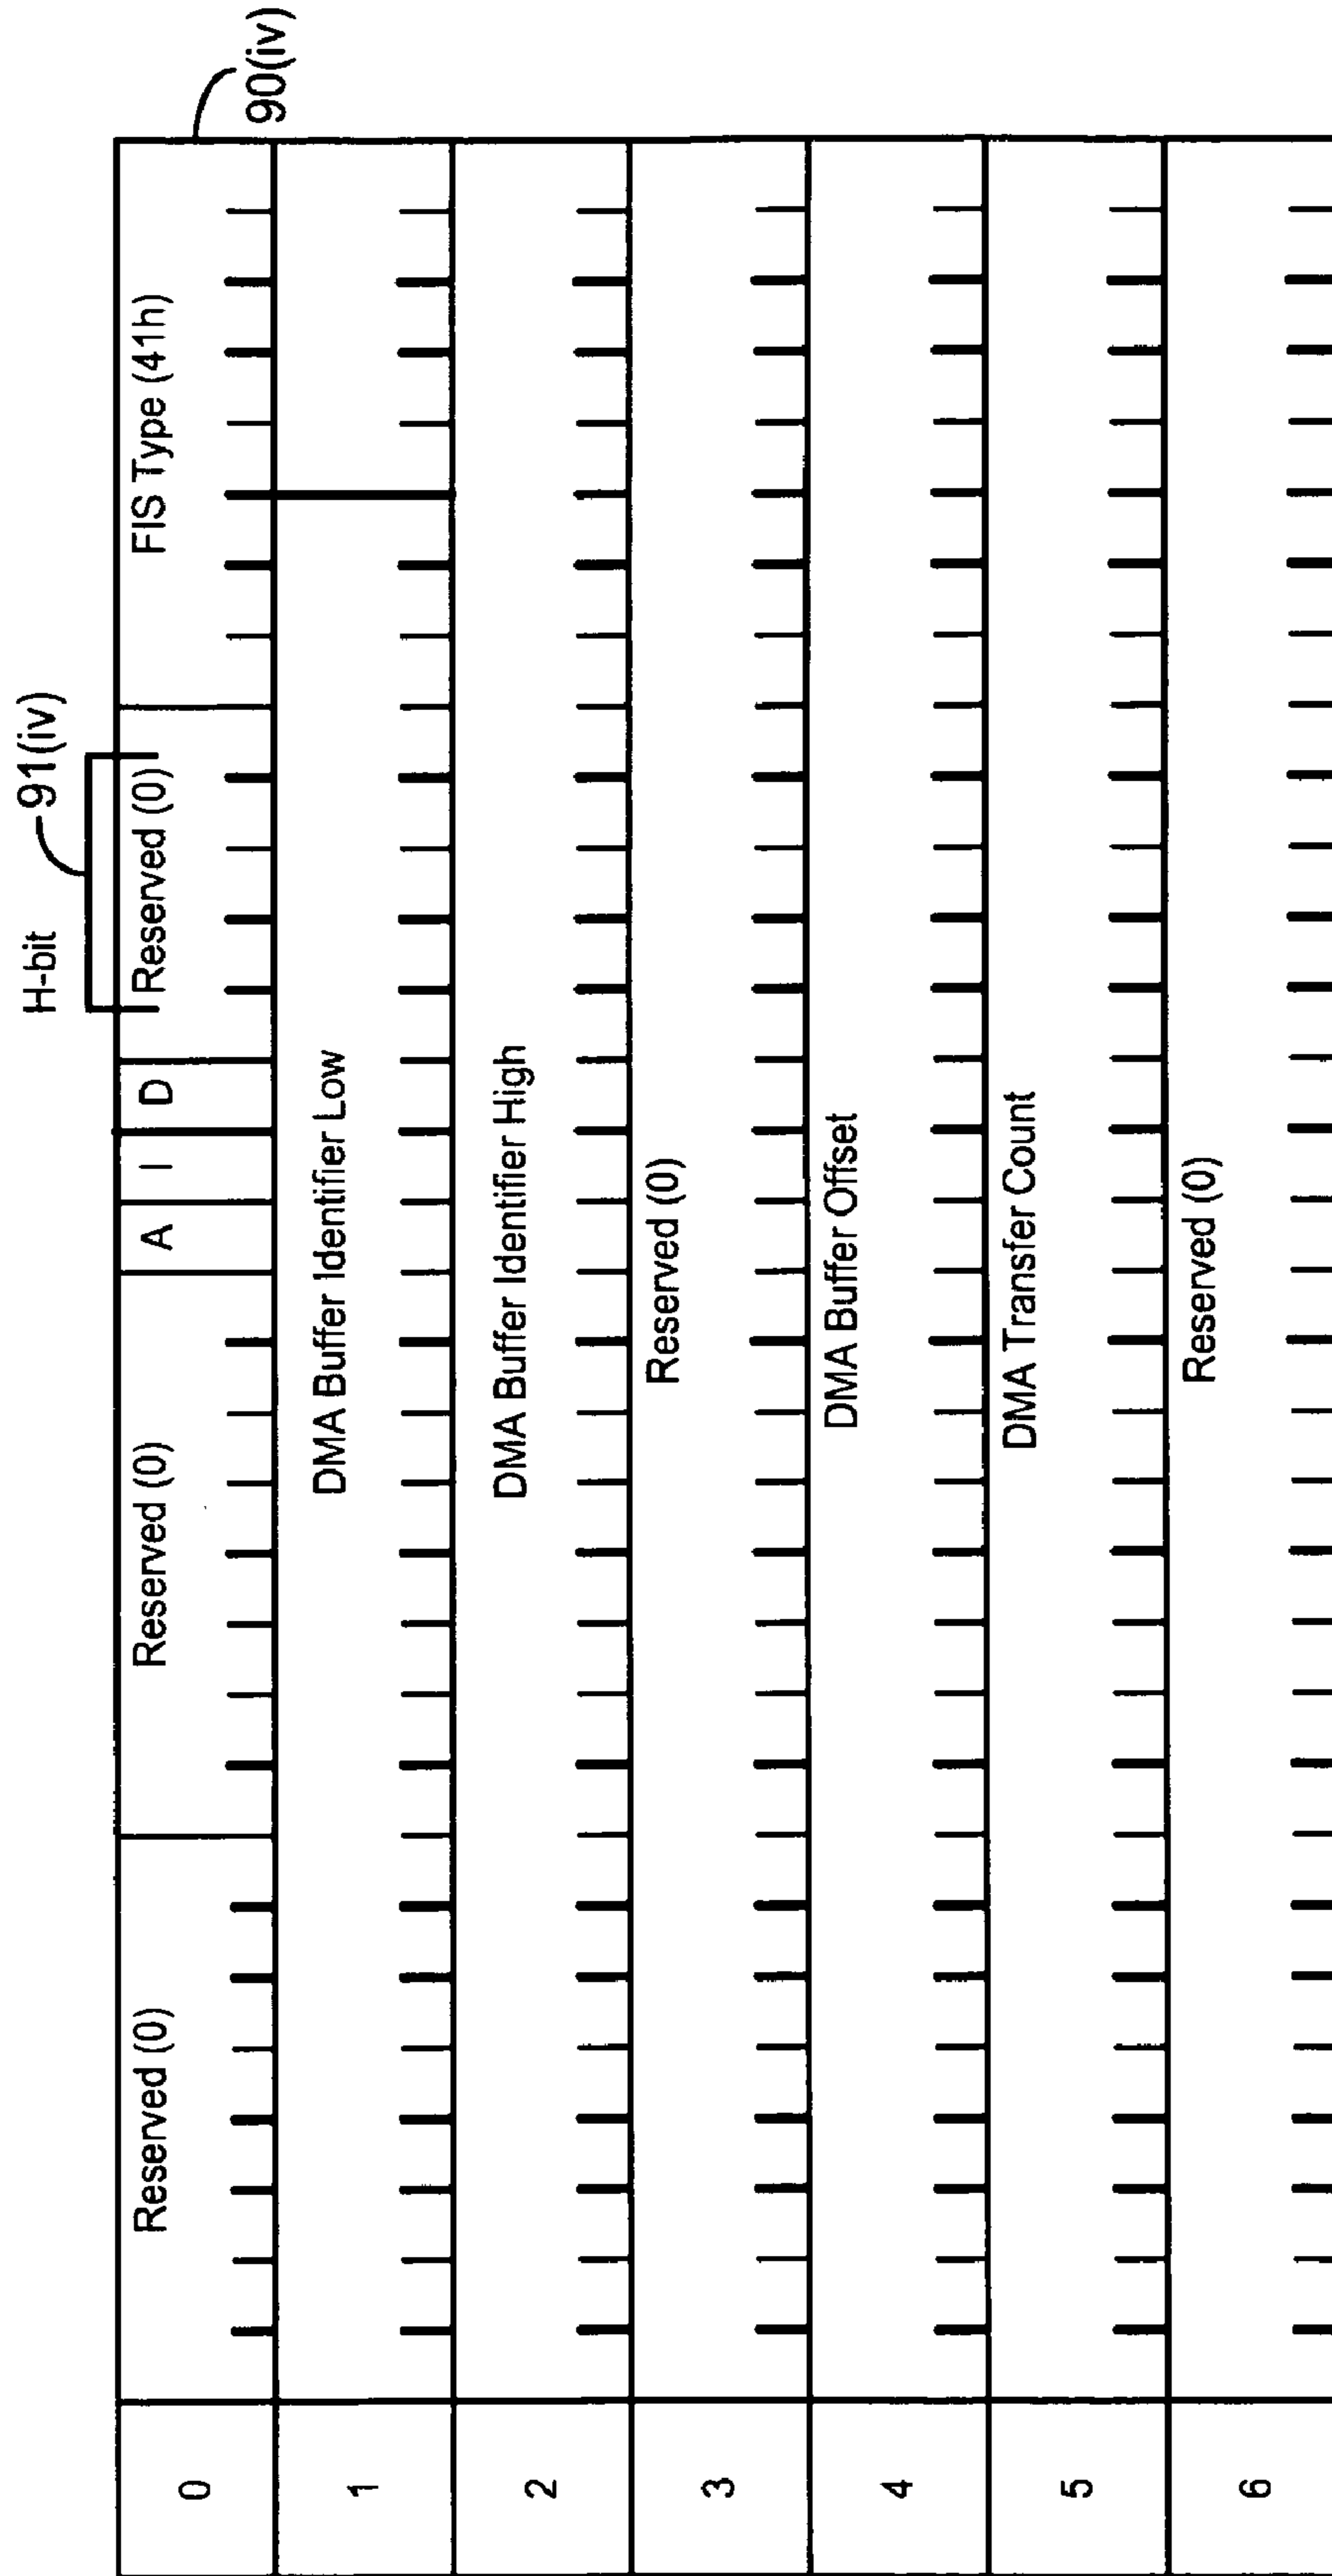 H-bit
91(iv)
90(iv)
0
Reserved (0)
Reserved (0)
A
I
D
Reserved (0)
FIS Type (41h)
1
DMA Buffer Identifier Low
2
DMA Buffer Identifier High
3
Reserved (0)
4
DMA Buffer Offset
5
DMA Transfer Count
6
Reserved (0)